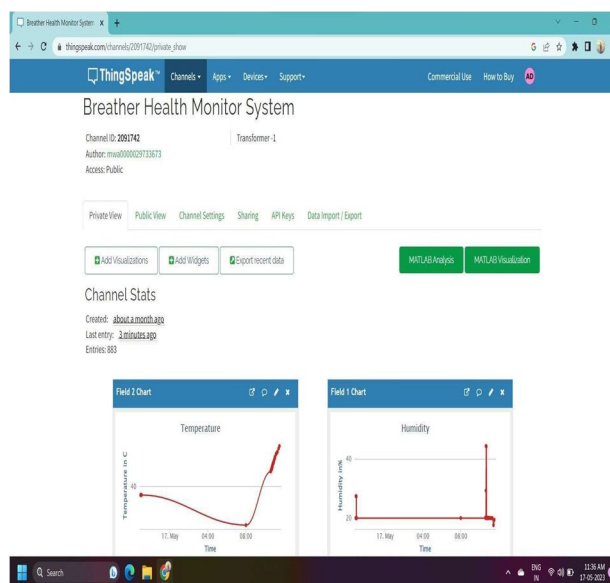 Breather Health Monitor System
thingspeak.com/channels/2091742/private_show
ThingSpeak™ Channels Apps Devices Support Commercial Use How to Buy AD
Breather Health Monitor System
Channel ID: 2091742 Transformer -1
Author: mwa0000029733673
Access: Public
Private View Public View Channel Settings Sharing API Keys Data Import / Export
Add Visualizations Add Widgets Export recent data MATLAB Analysis MATLAB Visualization
Channel Stats
Created: about a month ago
Last entry: 3 minutes ago
Entries: 883
Field 2 Chart
Temperature
Temperature in C
40
17. May 04:00 08:00
Time
Field 1 Chart
Humidity
Humidity in%
40
20
17. May 04:00 08:00
Time
Search ENG IN 11:36 AM 17-05-2023